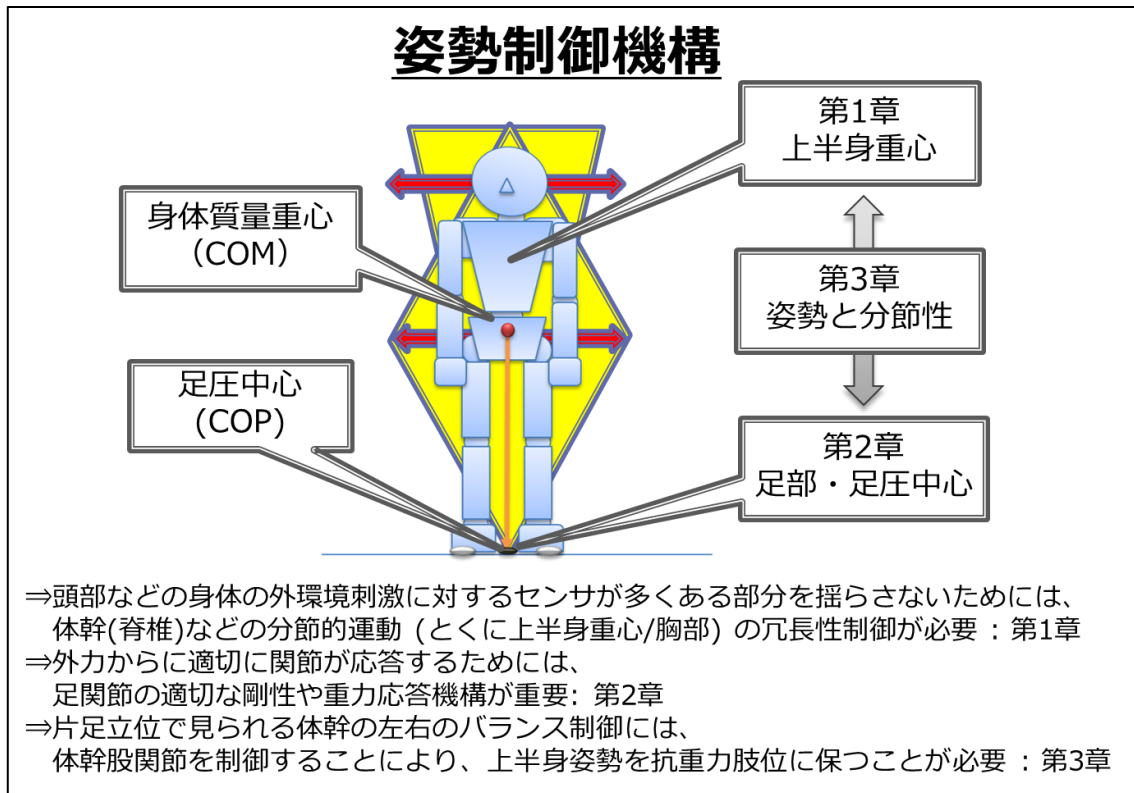 姿勢制御機構
第1章
上半身重心
身体質量重心
（COM）
第3章
姿勢と分節性
足圧中心
(COP)
第2章
足部・足圧中心
⇒頭部などの身体の外環境刺激に対するセンサが多くある部分を揺らさないためには、
体幹(脊椎)などの分節的運動 (とくに上半身重心/胸部) の冗長性制御が必要 : 第1章
⇒外力からに適切に関節が応答するためには、
足関節の適切な剛性や重力応答機構が重要: 第2章
⇒片足立位で見られる体幹の左右のバランス制御には、
体幹股関節を制御することにより、上半身姿勢を抗重力肢位に保つことが必要 : 第3章